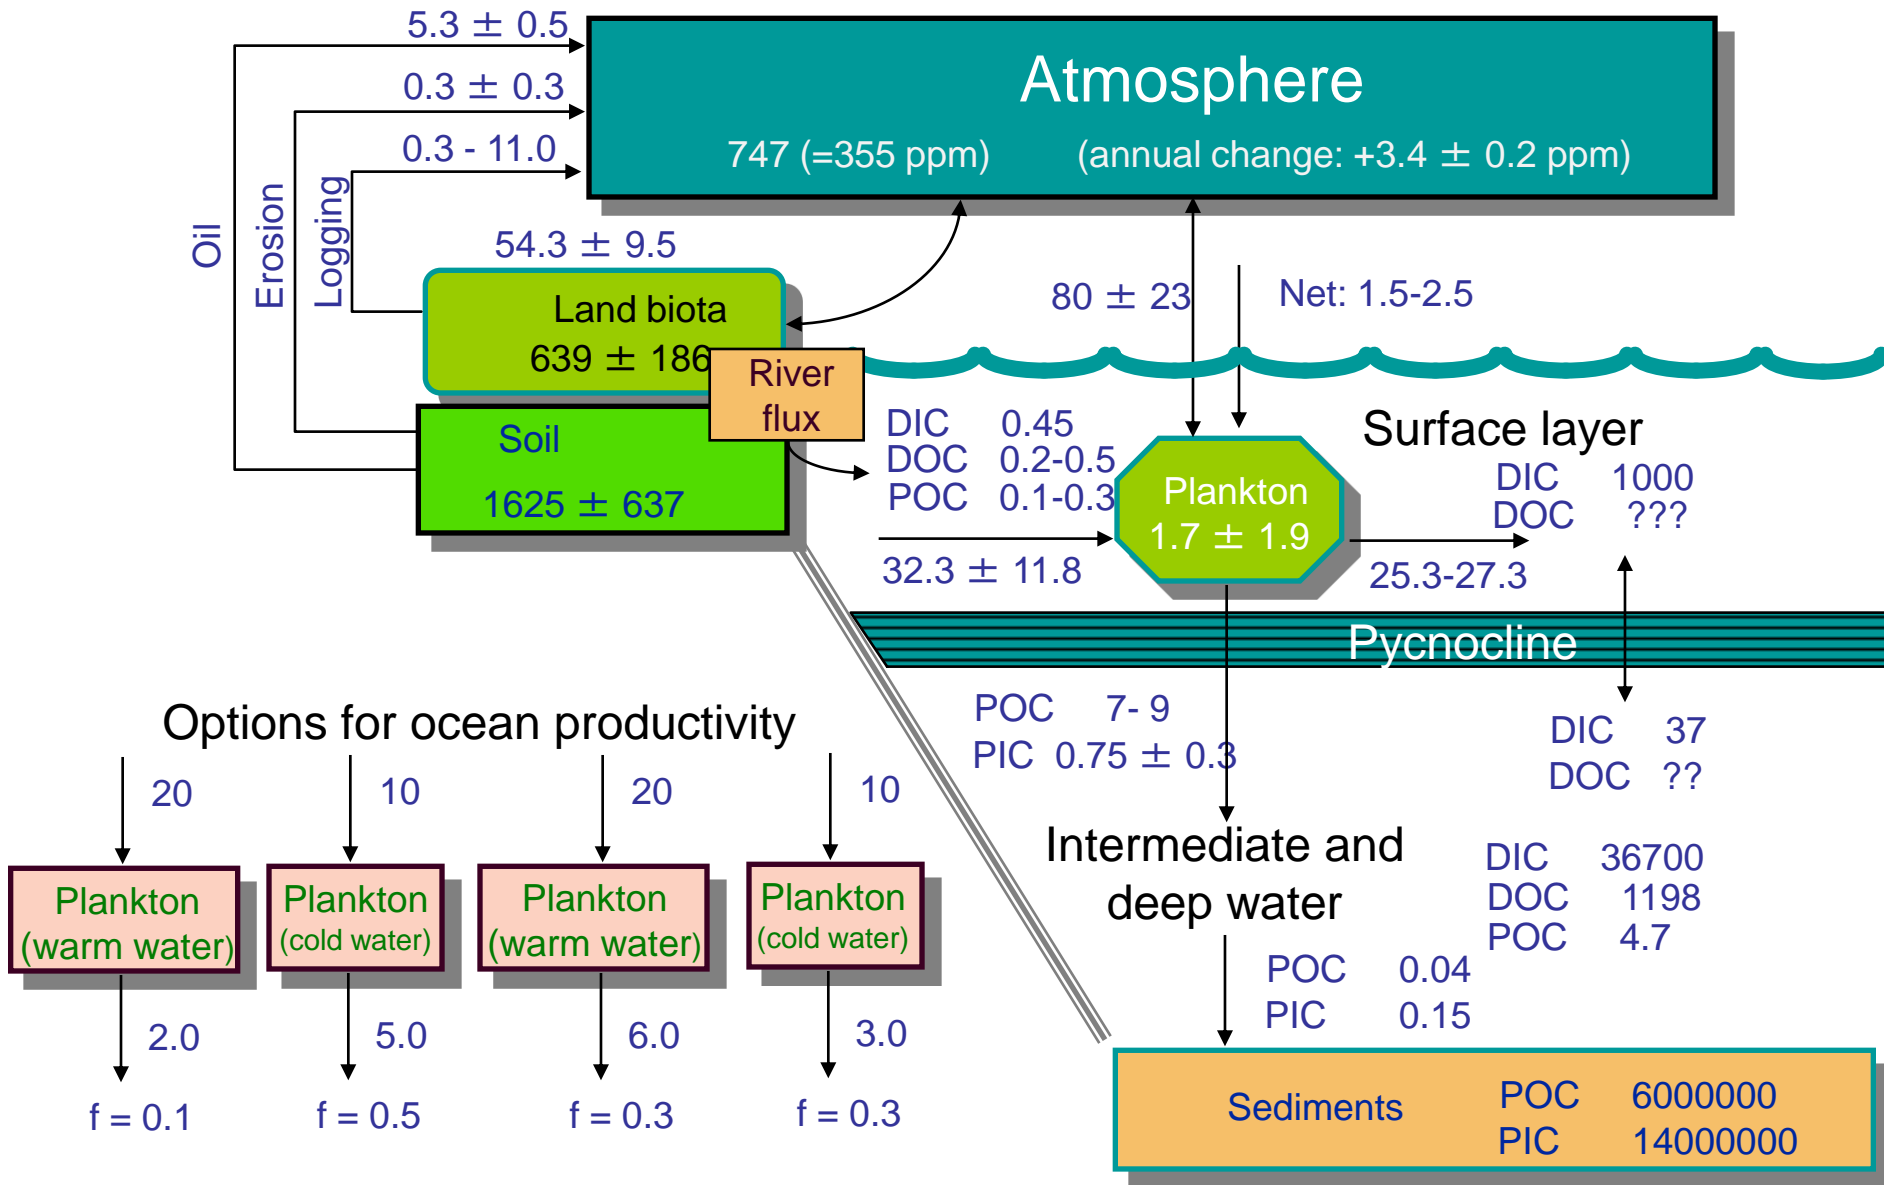 5.3 ± 0.5
0.3 ± 0.3
0.3 - 11.0
Atmosphere
747 (=355 ppm) (annual change: +3.4 ± 0.2 ppm)
Oil
Erosion
Logging
54.3 ± 9.5
Land biota
639 ± 186
River
flux
Soil
1625 ± 637
80 ± 23
Net: 1.5-2.5
DIC 0.45
DOC 0.2-0.5
POC 0.1-0.3
32.3 ± 11.8
Plankton
1.7 ± 1.9
Surface layer
DIC 1000
DOC ???
25.3-27.3
Pycnocline
POC 7- 9
PIC 0.75 ± 0.3
DIC 37
DOC ??
Intermediate and
deep water
DIC 36700
DOC 1198
POC 4.7
POC 0.04
PIC 0.15
Sediments
POC 6000000
PIC 14000000
Options for ocean productivity
20
10
20
10
Plankton
(warm water)
Plankton
(cold water)
Plankton
(warm water)
Plankton
(cold water)
2.0
5.0
6.0
3.0
f = 0.1
f = 0.5
f = 0.3
f = 0.3